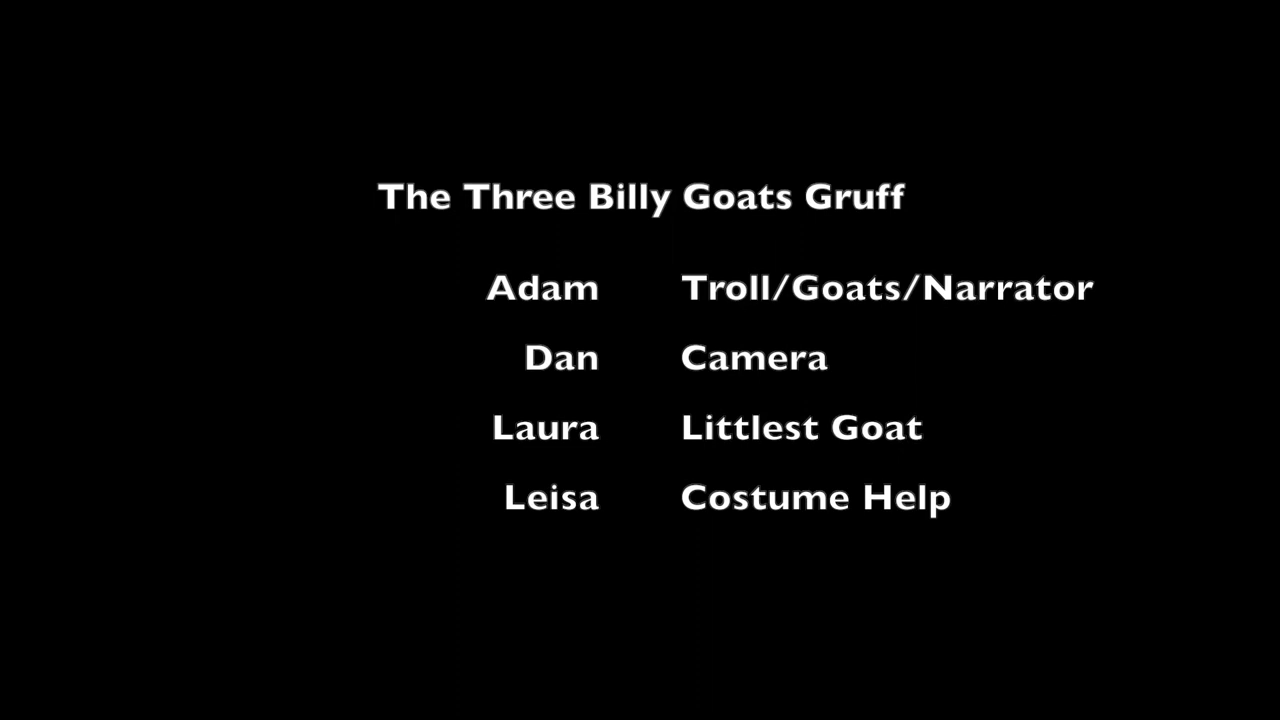 The Three Billy Goats Gruff
Adam Troll/Goats/Narrator
Dan Camera
Laura Littlest Goat
Leisa Costume Help